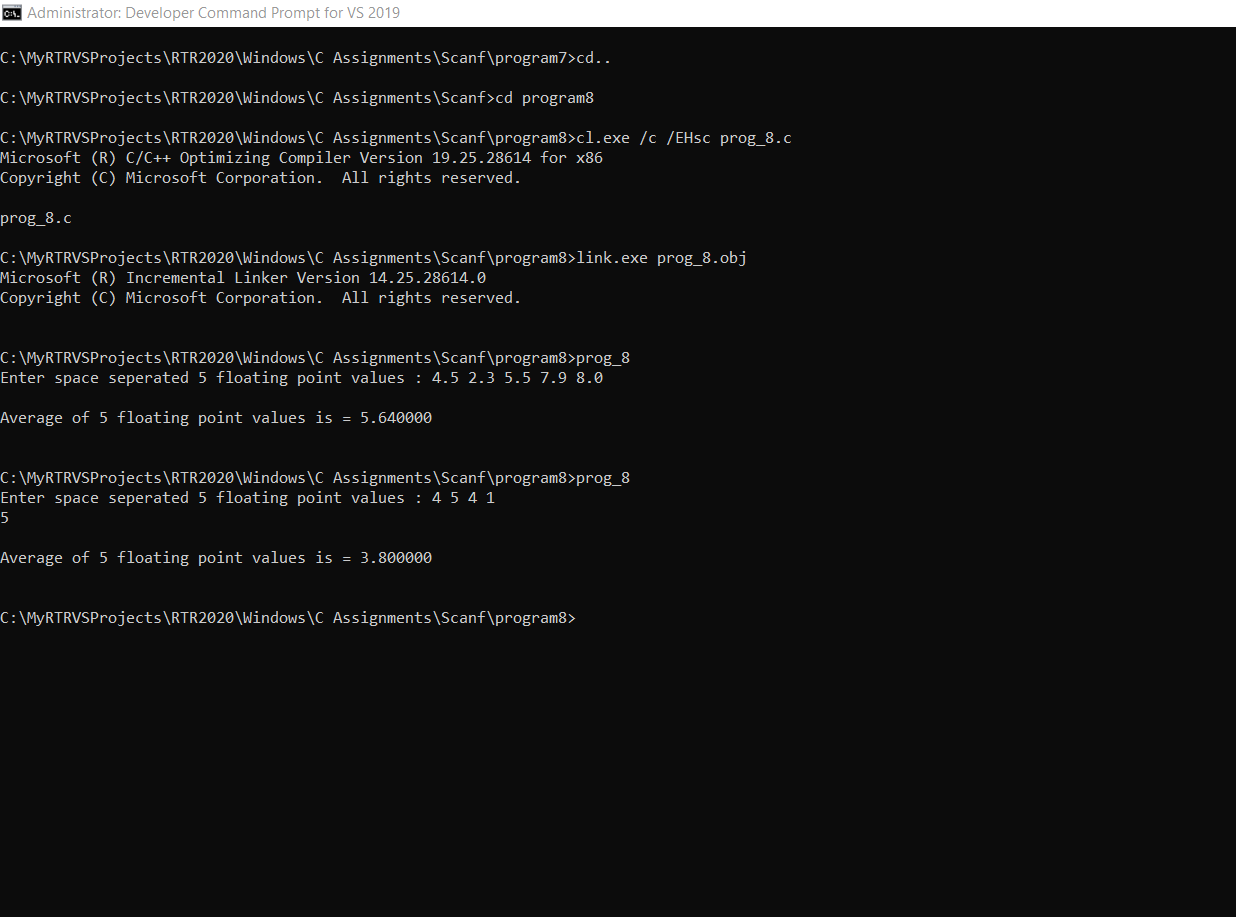 Administrator: Developer Command Prompt for VS 2019
C:\MyRTRVSProjects\RTR2020\Windows\C Assignments\Scanf\program7>cd..
C:\MyRTRVSProjects\RTR2020\Windows\C Assignments\Scanf>cd program8
C:\MyRTRVSProjects\RTR2020\Windows\C Assignments\Scanf\program8>cl.exe /c /EHsc prog_8.c
Microsoft (R) C/C++ Optimizing Compiler Version 19.25.28614 for x86
Copyright (C) Microsoft Corporation.  All rights reserved.
prog_8.c
C:\MyRTRVSProjects\RTR2020\Windows\C Assignments\Scanf\program8>link.exe prog_8.obj
Microsoft (R) Incremental Linker Version 14.25.28614.0
Copyright (C) Microsoft Corporation.  All rights reserved.
C:\MyRTRVSProjects\RTR2020\Windows\C Assignments\Scanf\program8>prog_8
Enter space seperated 5 floating point values : 4.5 2.3 5.5 7.9 8.0
Average of 5 floating point values is = 5.640000
C:\MyRTRVSProjects\RTR2020\Windows\C Assignments\Scanf\program8>prog_8
Enter space seperated 5 floating point values : 4 5 4 1
5
Average of 5 floating point values is = 3.800000
C:\MyRTRVSProjects\RTR2020\Windows\C Assignments\Scanf\program8>